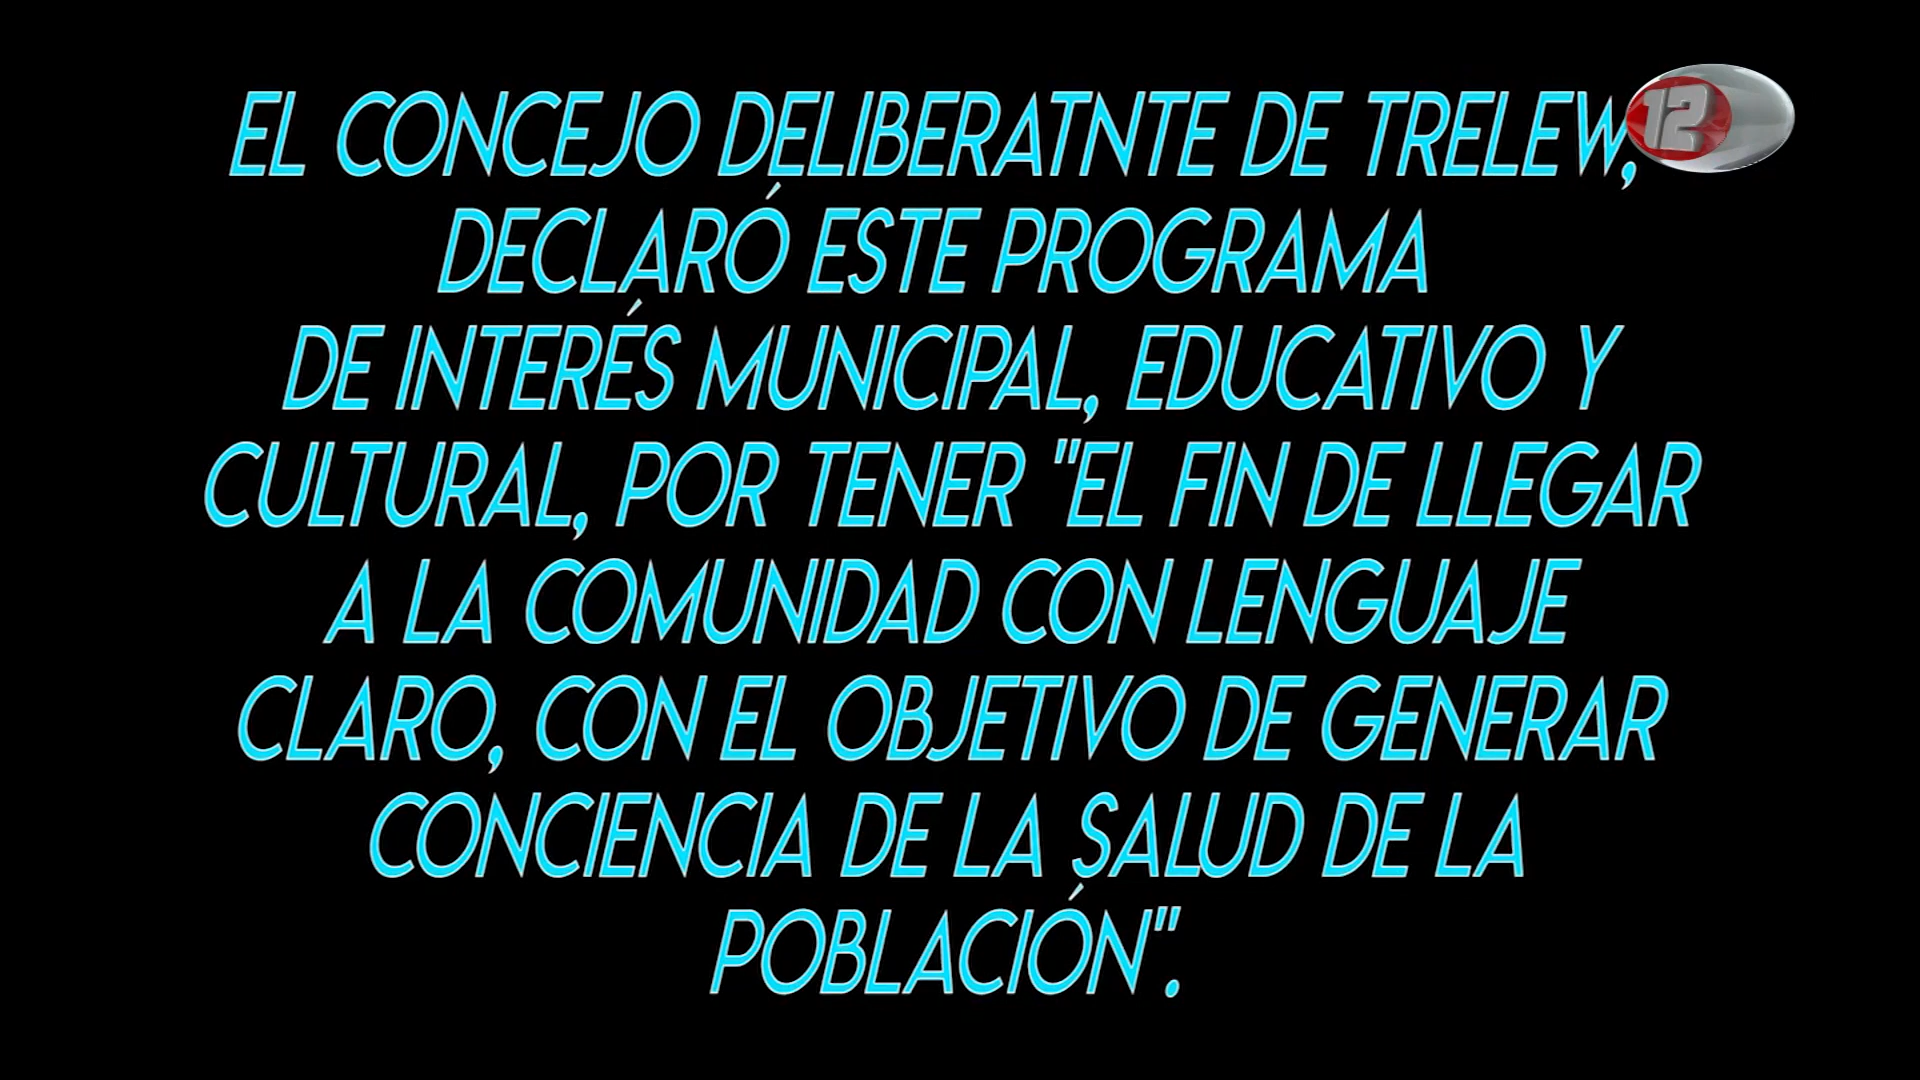 EL CONCEJO DELIBERATNTE DE TRELEW,
12
DECLARÓ ESTE PROGRAMA
DE INTERÉS MUNICIPAL, EDUCATIVO Y
CULTURAL, POR TENER "EL FIN DE LLEGAR
A LA COMUNIDAD CON LENGUAJE
CLARO, CON EL OBJETIVO DE GENERAR
CONCIENCIA DE LA SALUD DE LA
POBLACIÓN".